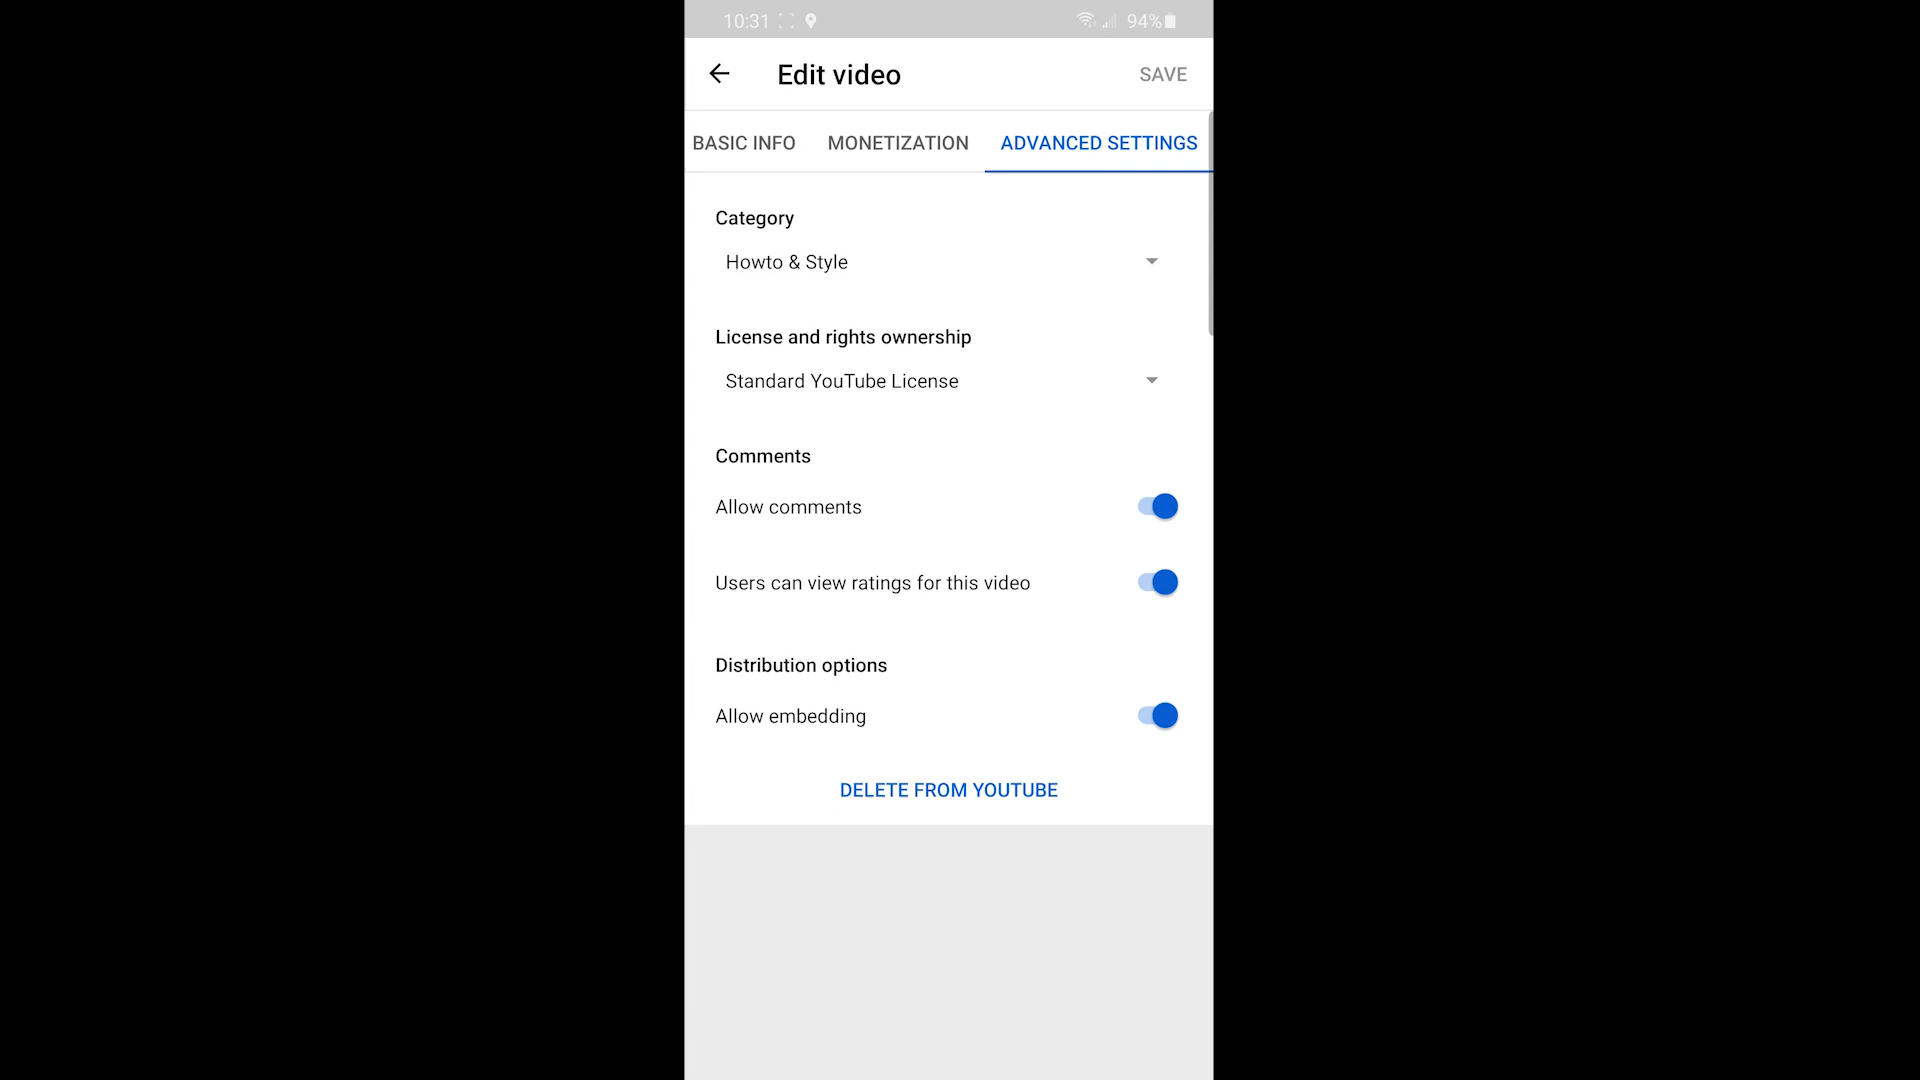 10:31 94%
Edit video SAVE
BASIC INFO MONETIZATION ADVANCED SETTINGS
Category
Howto & Style
License and rights ownership
Standard YouTube License
Comments
Allow comments
Users can view ratings for this video
Distribution options
Allow embedding
DELETE FROM YOUTUBE